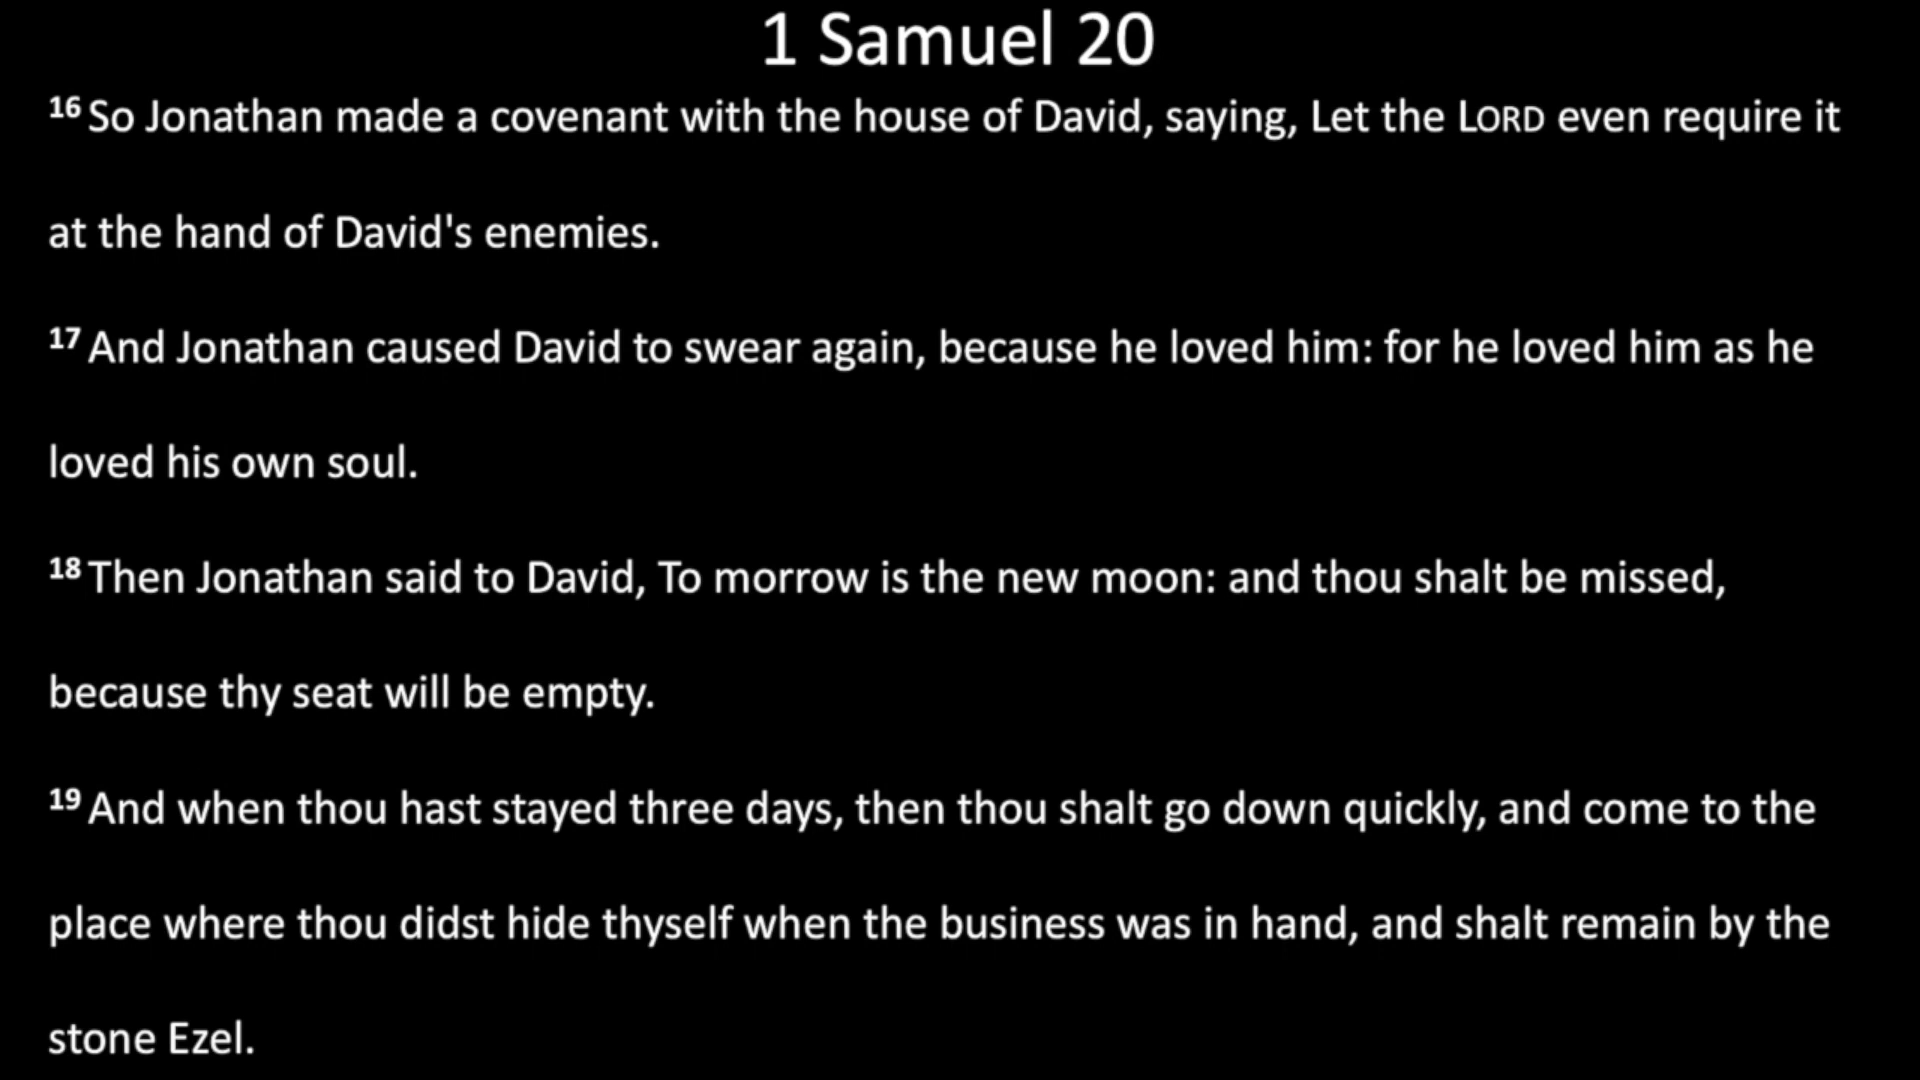 1 Samuel 20
16 So Jonathan made a covenant with the house of David, saying, Let the LORD even require it
at the hand of David's enemies.
17 And Jonathan caused David to swear again, because he loved him: for he loved him as he
loved his own soul.
18 Then Jonathan said to David, To morrow is the new moon: and thou shalt be missed,
because thy seat will be empty.
19 And when thou hast stayed three days, then thou shalt go down quickly, and come to the
place where thou didst hide thyself when the business was in hand, and shalt remain by the
stone Ezel.